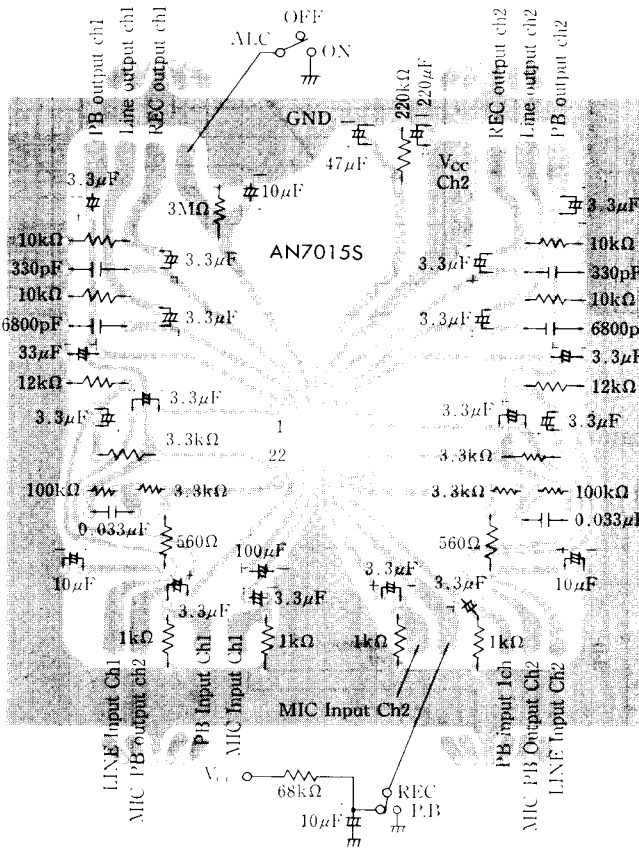 OFF
ALC
ON
PB output ch1
Line output ch1
REC output ch1
REC output ch2
Line output ch2
PB output ch2
GND
220kΩ
220μF
47μF
Vcc
Ch2
3.3μF
10μF
3MΩ
3.3μF
AN7015S
10kΩ
10kΩ
3.3μF
3.3μF
330pF
330pF
10kΩ
10kΩ
3.3μF
3.3μF
6800pF
6800p
33μF
3.3μF
12kΩ
12kΩ
3.3μF
3.3μF
3.3μF
3.3μF
1
3.3kΩ
22
3.3kΩ
100kΩ
3.3kΩ
3.3kΩ
100kΩ
0.033μF
0.033μF
560Ω
560Ω
100μF
3.3μF
3.3μF
10μF
10μF
3.3μF
3.3μF
1kΩ
1kΩ
1kΩ
1kΩ
LINE Input Ch1
MIC PB output ch2
PB Input Ch1
MIC Input Ch1
MIC Input Ch2
PB input 1ch
MIC PB Output Ch2
LINE Input Ch2
68kΩ
REC
10μF
P.B